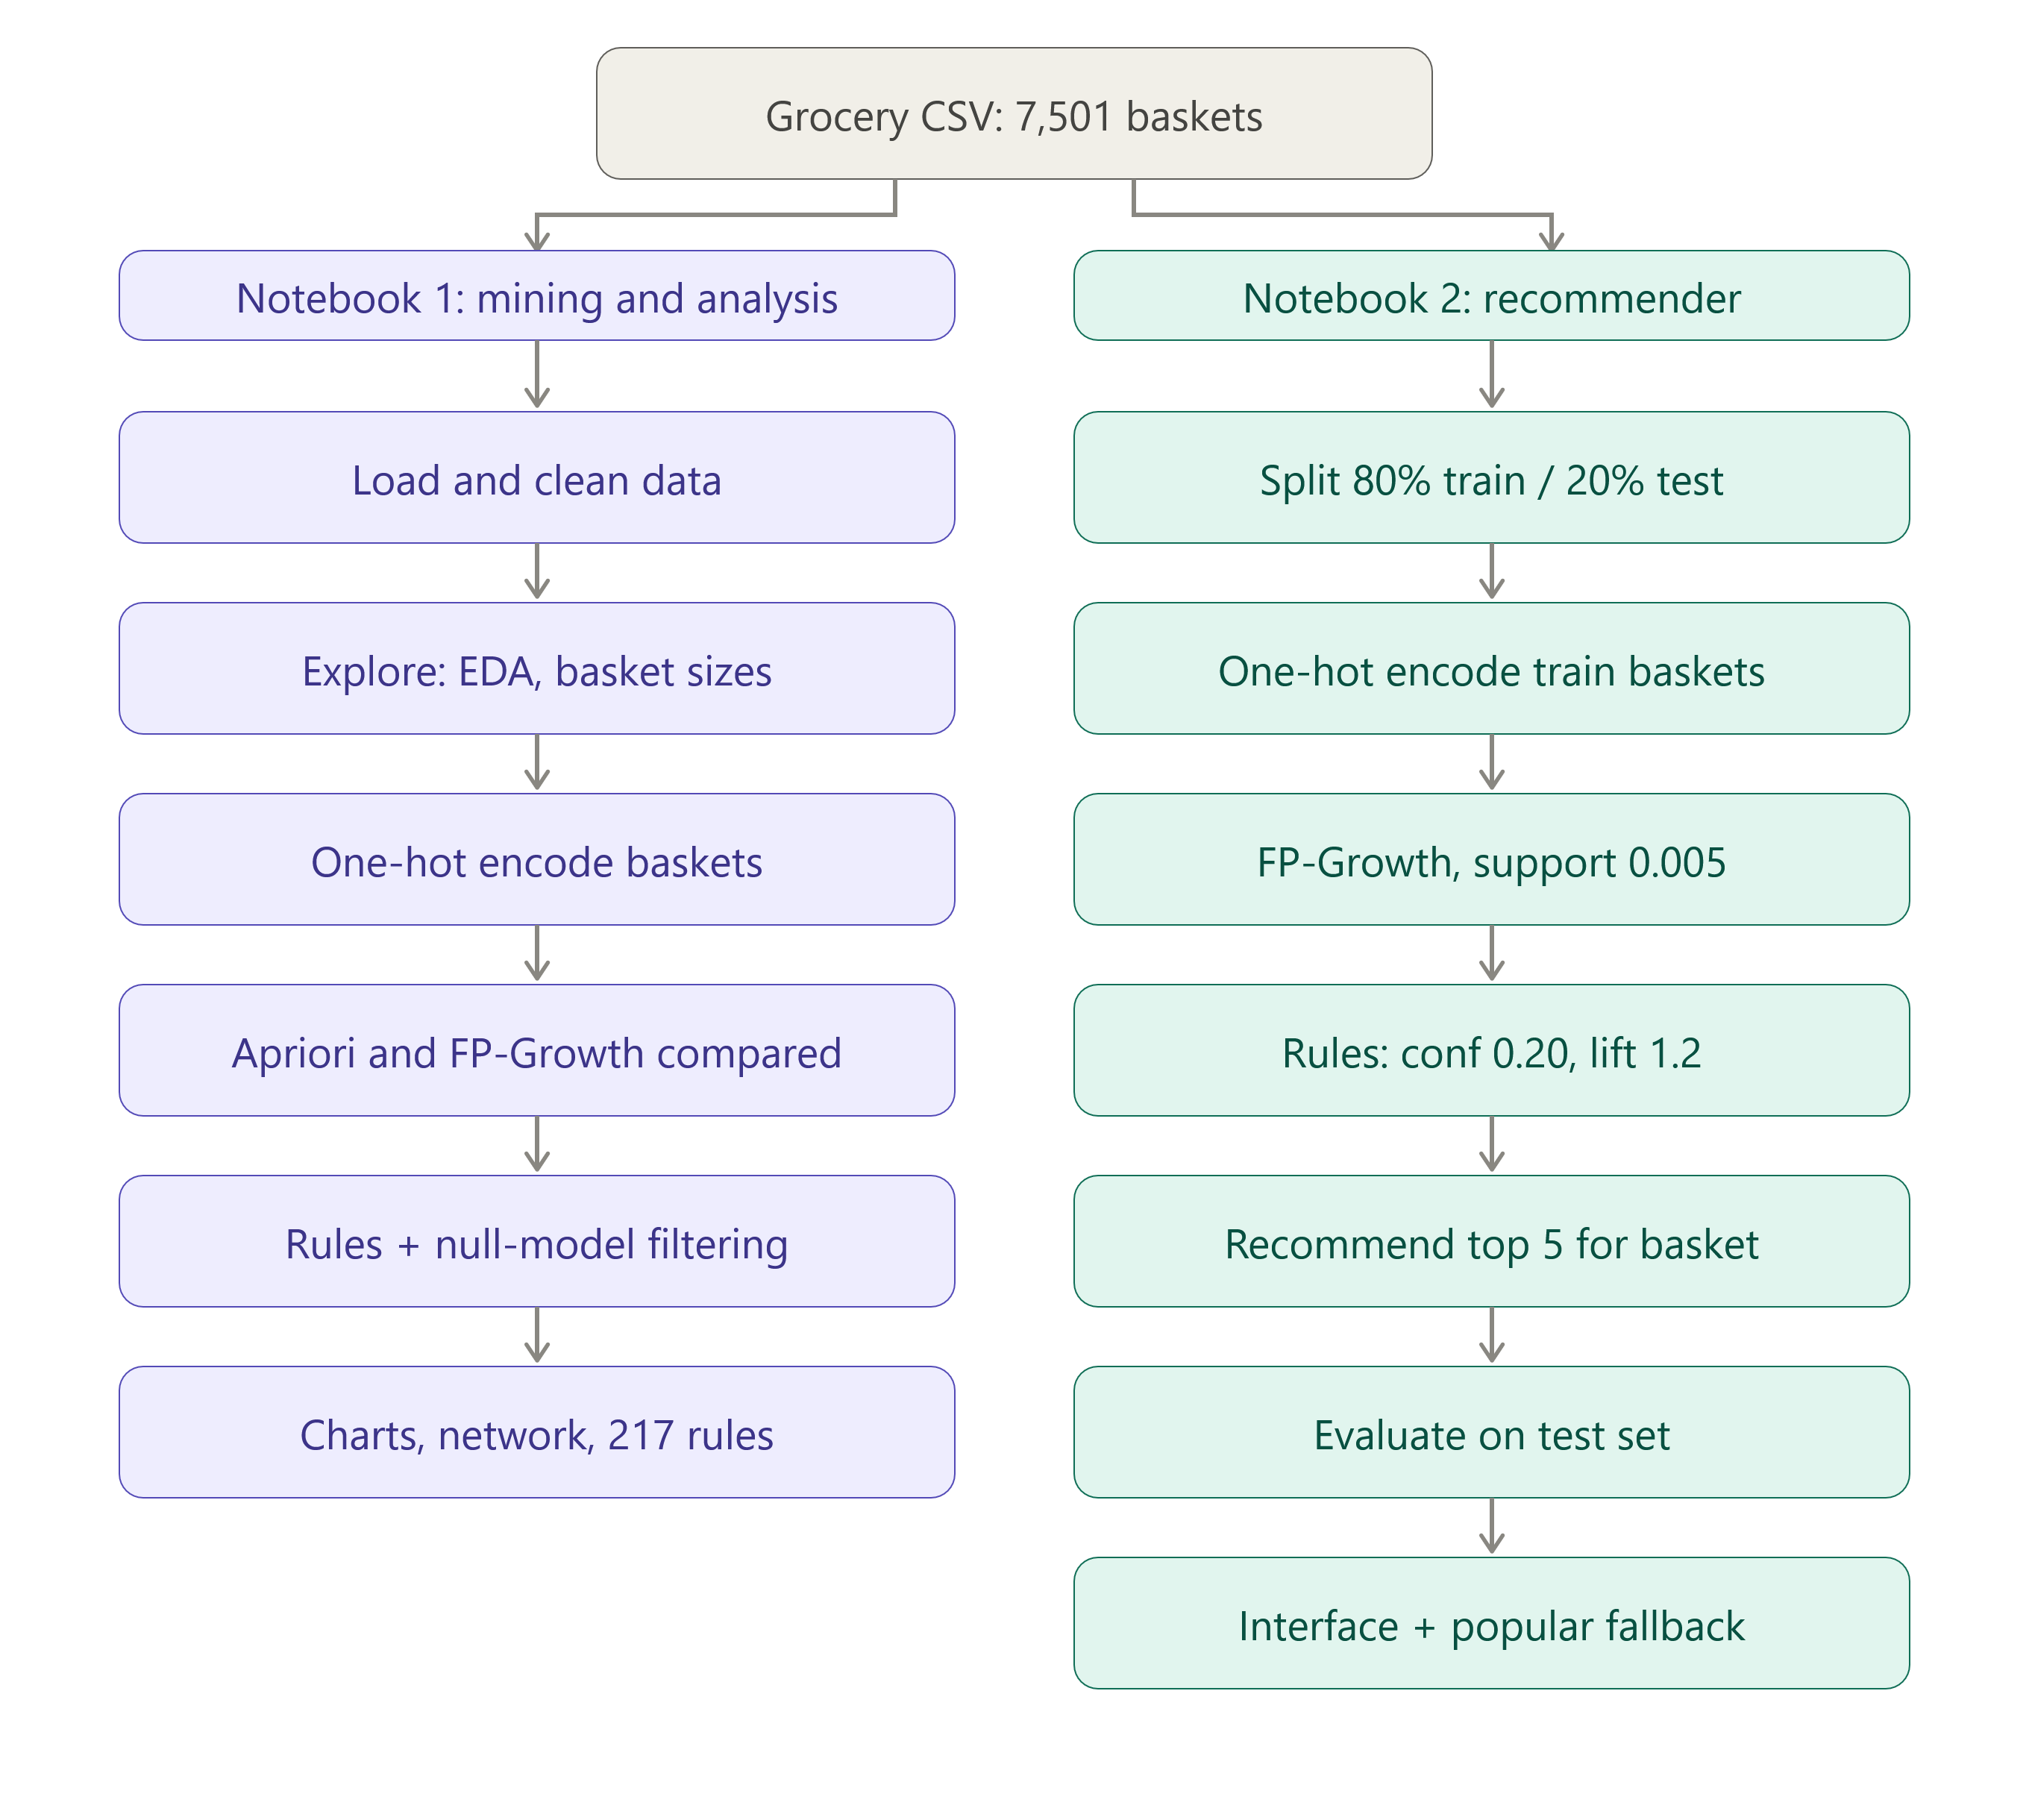 Grocery CSV: 7,501 baskets
Notebook 1: mining and analysis
Load and clean data
Explore: EDA, basket sizes
One-hot encode baskets
Apriori and FP-Growth compared
Rules + null-model filtering
Charts, network, 217 rules
Notebook 2: recommender
Split 80% train / 20% test
One-hot encode train baskets
FP-Growth, support 0.005
Rules: conf 0.20, lift 1.2
Recommend top 5 for basket
Evaluate on test set
Interface + popular fallback